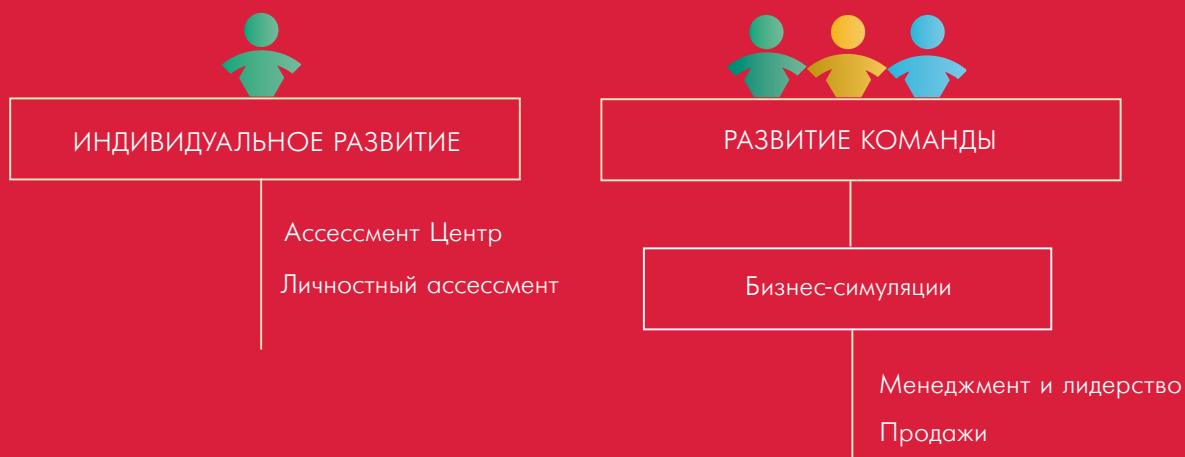 ИНДИВИДУАЛЬНОЕ РАЗВИТИЕ
Ассессмент Центр
Личностный ассессмент
РАЗВИТИЕ КОМАНДЫ
Бизнес-симуляции
Менеджмент и лидерство
Продажи